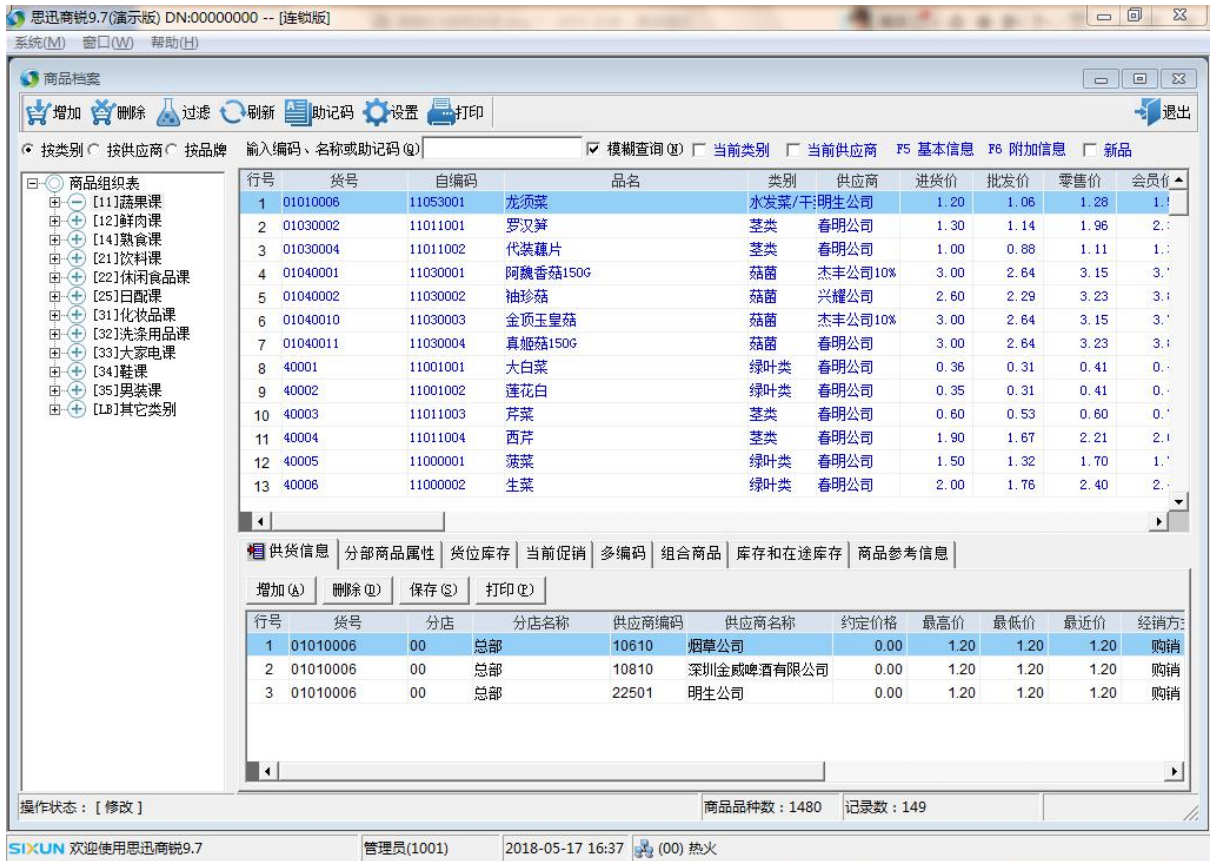 思迅商锐9.7(演示版) DN:00000000 -- [连锁版]
系统(M) 窗口(W) 帮助(H)
商品档案
增加 删除 过滤 刷新 助记码 设置 打印 退出
按类别 按供应商 按品牌 输入编码、名称或助记码(Q) 模糊查询(W) 当前类别 当前供应商 F5 基本信息 F6 附加信息 新品
商品组织表
[11]蔬果课
[12]鲜肉课
[14]熟食课
[21]饮料课
[22]休闲食品课
[25]日配课
[31]化妆品课
[32]洗涤用品课
[33]大家电课
[34]鞋课
[35]男装课
[LB]其它类别
行号 货号 自编码 品名 类别 供应商 进货价 批发价 零售价 会员价
1 01010006 11053001 龙须菜 水发菜/干 明生公司 1.20 1.06 1.28 1.
2 01030002 11011001 罗汉笋 茎类 春明公司 1.30 1.14 1.96 2.
3 01030004 11011002 代装藕片 茎类 春明公司 1.00 0.88 1.11 1.
4 01040001 11030001 阿魏香菇150G 菇菌 杰丰公司10% 3.00 2.64 3.15 3.
5 01040002 11030002 袖珍菇 菇菌 兴耀公司 2.60 2.29 3.23 3.
6 01040010 11030003 金顶玉皇菇 菇菌 杰丰公司10% 3.00 2.64 3.15 3.
7 01040011 11030004 真姬菇150G 菇菌 春明公司 3.00 2.64 3.23 3.
8 40001 11001001 大白菜 绿叶类 春明公司 0.36 0.31 0.41 0.
9 40002 11001002 莲花白 绿叶类 春明公司 0.35 0.31 0.41 0.
10 40003 11011003 芹菜 茎类 春明公司 0.60 0.53 0.60 0.
11 40004 11011004 西芹 茎类 春明公司 1.90 1.67 2.21 2.
12 40005 11000001 菠菜 绿叶类 春明公司 1.50 1.32 1.70 1.
13 40006 11000002 生菜 绿叶类 春明公司 2.00 1.76 2.40 2.
供货信息 分部商品属性 货位库存 当前促销 多编码 组合商品 库存和在途库存 商品参考信息
增加(A) 删除(D) 保存(S) 打印(P)
行号 货号 分店 分店名称 供应商编码 供应商名称 约定价格 最高价 最低价 最近价 经销方
1 01010006 00 总部 10610 烟草公司 0.00 1.20 1.20 1.20 购销
2 01010006 00 总部 10810 深圳金威啤酒有限公司 0.00 1.20 1.20 1.20 购销
3 01010006 00 总部 22501 明生公司 0.00 1.20 1.20 1.20 购销
操作状态： [ 修改 ] 商品品种数：1480 记录数：149
SIXUN 欢迎使用思迅商锐9.7 管理员(1001) 2018-05-17 16:37 (00) 热火